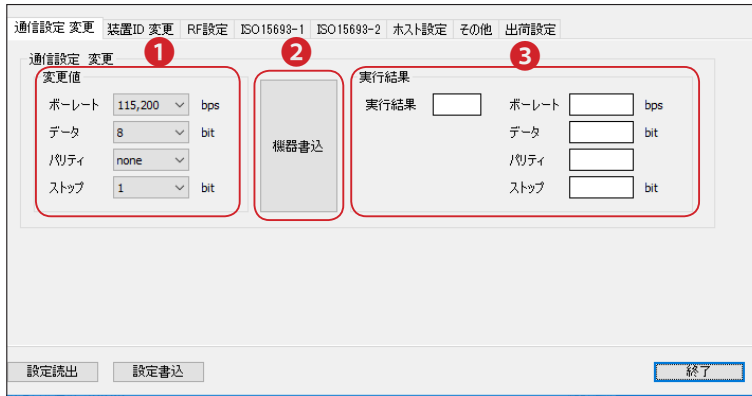 通信設定 変更 装置ID 変更 RF設定 ISO15693-1 ISO15693-2 ホスト設定 その他 出荷設定
1 2 3
通信設定 変更
変更値
ボーレート 115,200 bps
データ 8 bit
パリティ none
ストップ 1 bit
機器書込
実行結果
実行結果 ボーレート bps
データ bit
パリティ
ストップ bit
設定読出 設定書込 終了